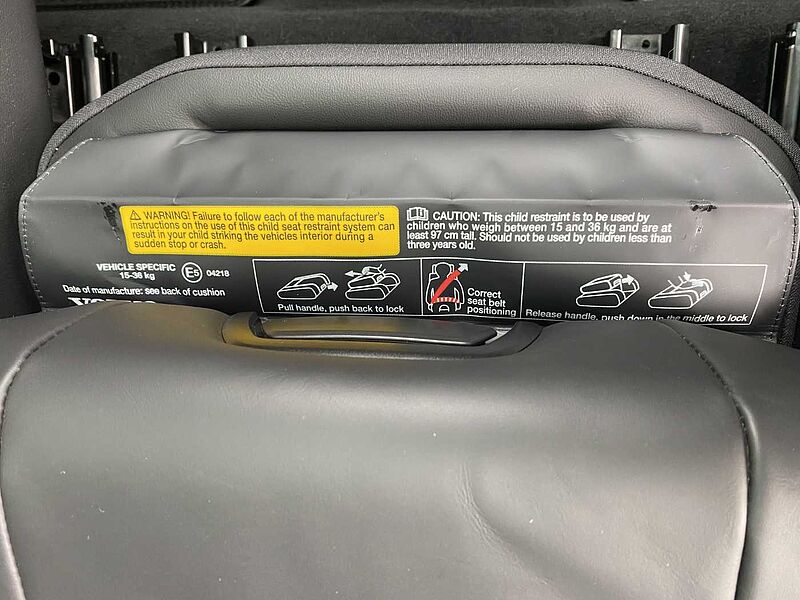 WARNING! Failure to follow each of the manufacturer's
instructions on the use of this child seat restraint system can
result in your child striking the vehicles interior during a
sudden stop or crash.
CAUTION: This child restraint is to be used by
children who weigh between 15 and 36 kg and are at
least 97 cm tall. Should not be used by children less than
three years old.
VEHICLE SPECIFIC
15-36 kg
E5 04218
Date of manufacture: see back of cushion
Pull handle, push back to lock
Correct
seat belt
positioning
Release handle, push down in the middle to lock